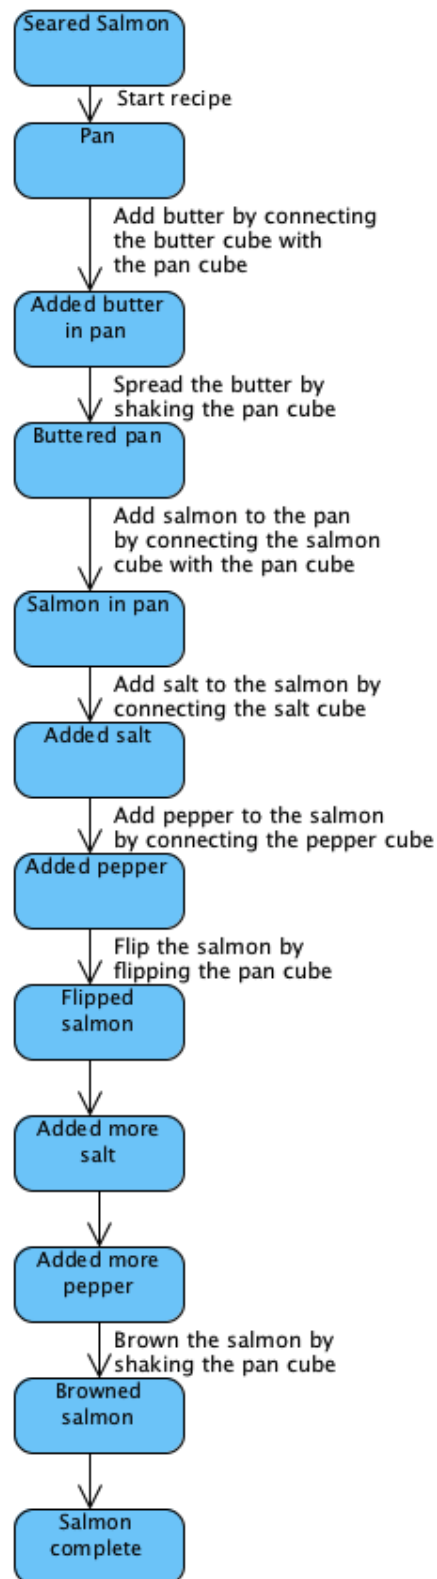 Seared Salmon
Start recipe
Pan
Add butter by connecting
the butter cube with
the pan cube
Added butter
in pan
Spread the butter by
shaking the pan cube
Buttered pan
Add salmon to the pan
by connecting the salmon
cube with the pan cube
Salmon in pan
Add salt to the salmon by
connecting the salt cube
Added salt
Add pepper to the salmon
by connecting the pepper cube
Added pepper
Flip the salmon by
flipping the pan cube
Flipped
salmon
Added more
salt
Added more
pepper
Brown the salmon by
shaking the pan cube
Browned
salmon
Salmon
complete